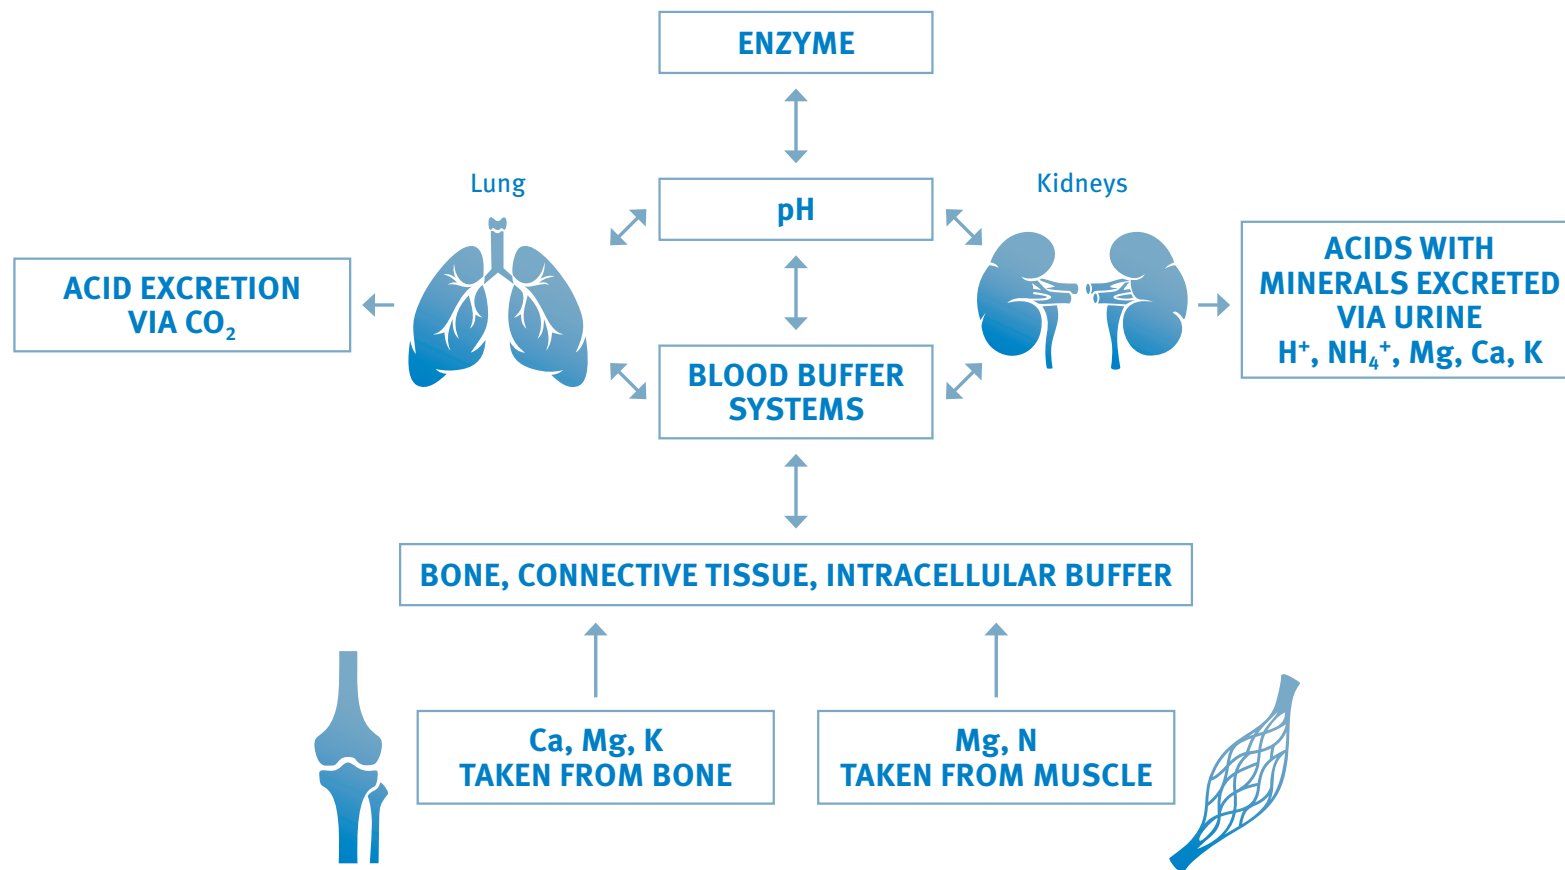 ENZYME
Lung
Kidneys
pH
ACID EXCRETION
VIA CO₂
ACIDS WITH
MINERALS EXCRETED
VIA URINE
H⁺, NH₄⁺, Mg, Ca, K
BLOOD BUFFER
SYSTEMS
BONE, CONNECTIVE TISSUE, INTRACELLULAR BUFFER
Ca, Mg, K
TAKEN FROM BONE
Mg, N
TAKEN FROM MUSCLE